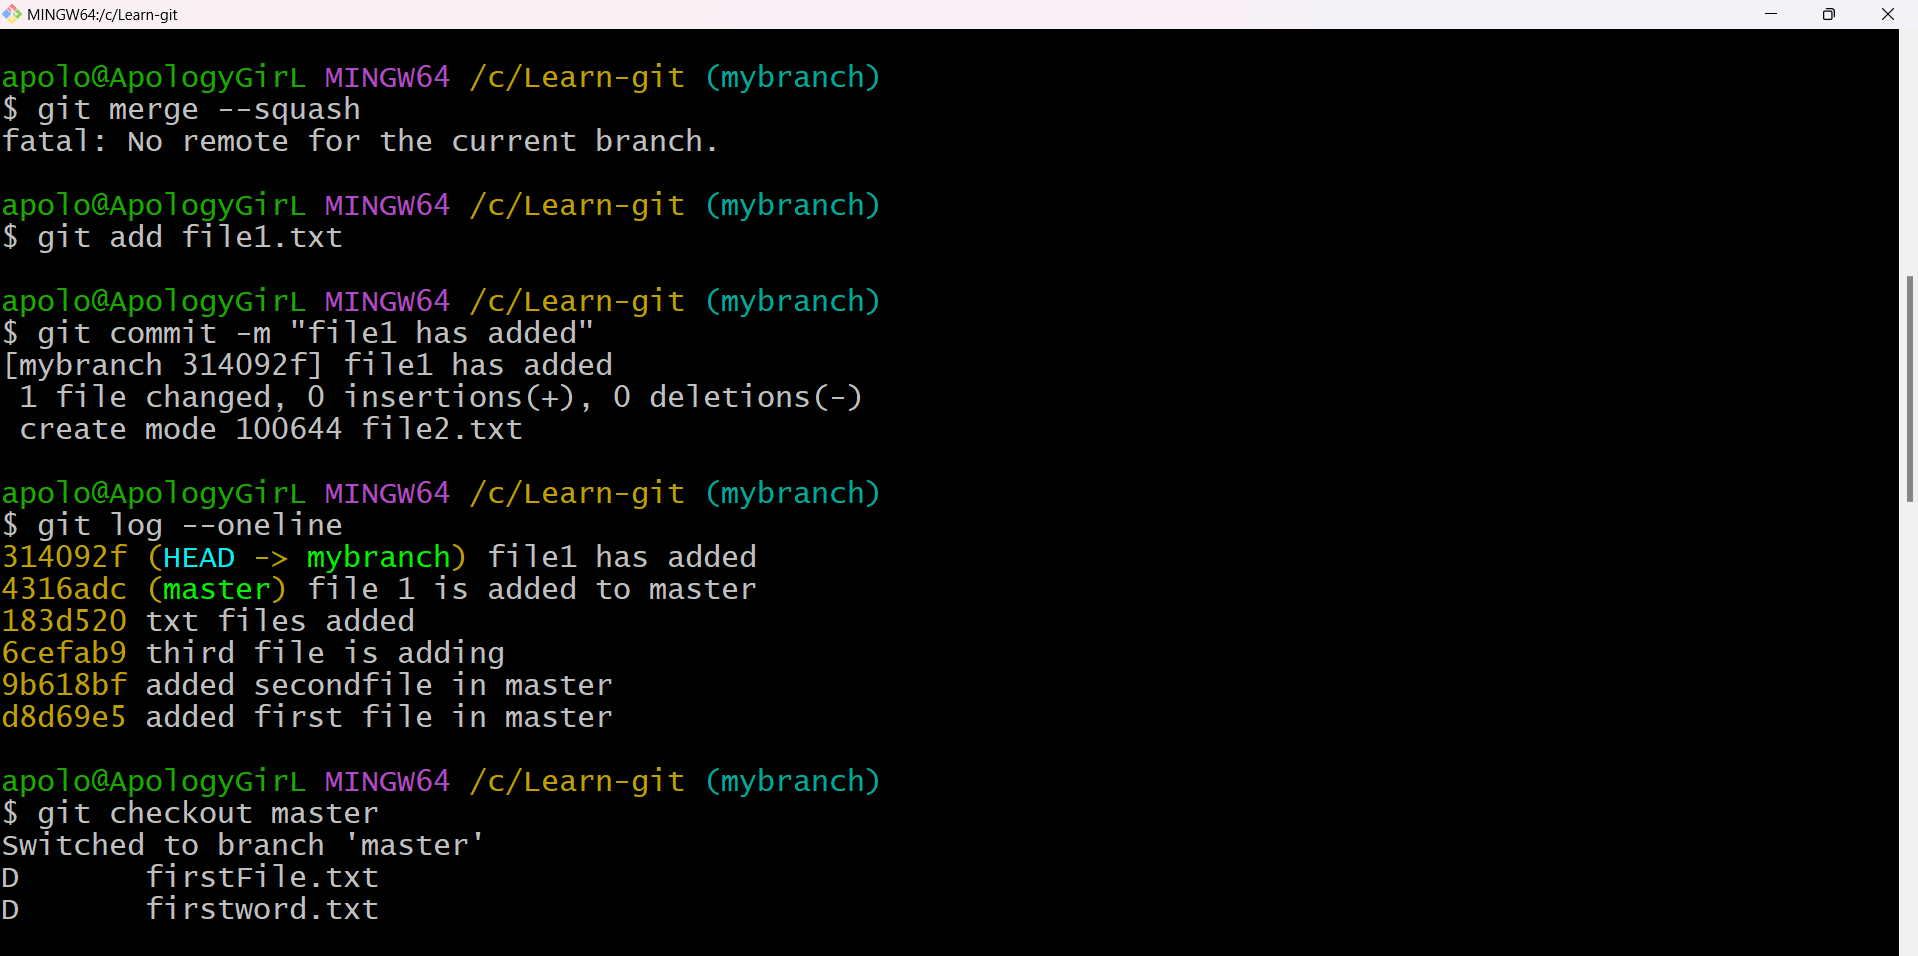 MINGW64:/c/Learn-git
apolo@ApologyGirL MINGW64 /c/Learn-git (mybranch)
$ git merge --squash
fatal: No remote for the current branch.
apolo@ApologyGirL MINGW64 /c/Learn-git (mybranch)
$ git add file1.txt
apolo@ApologyGirL MINGW64 /c/Learn-git (mybranch)
$ git commit -m "file1 has added"
[mybranch 314092f] file1 has added
 1 file changed, 0 insertions(+), 0 deletions(-)
 create mode 100644 file2.txt
apolo@ApologyGirL MINGW64 /c/Learn-git (mybranch)
$ git log --oneline
314092f (HEAD -> mybranch) file1 has added
4316adc (master) file 1 is added to master
183d520 txt files added
6cefab9 third file is adding
9b618bf added secondfile in master
d8d69e5 added first file in master
apolo@ApologyGirL MINGW64 /c/Learn-git (mybranch)
$ git checkout master
Switched to branch 'master'
D       firstFile.txt
D       firstword.txt